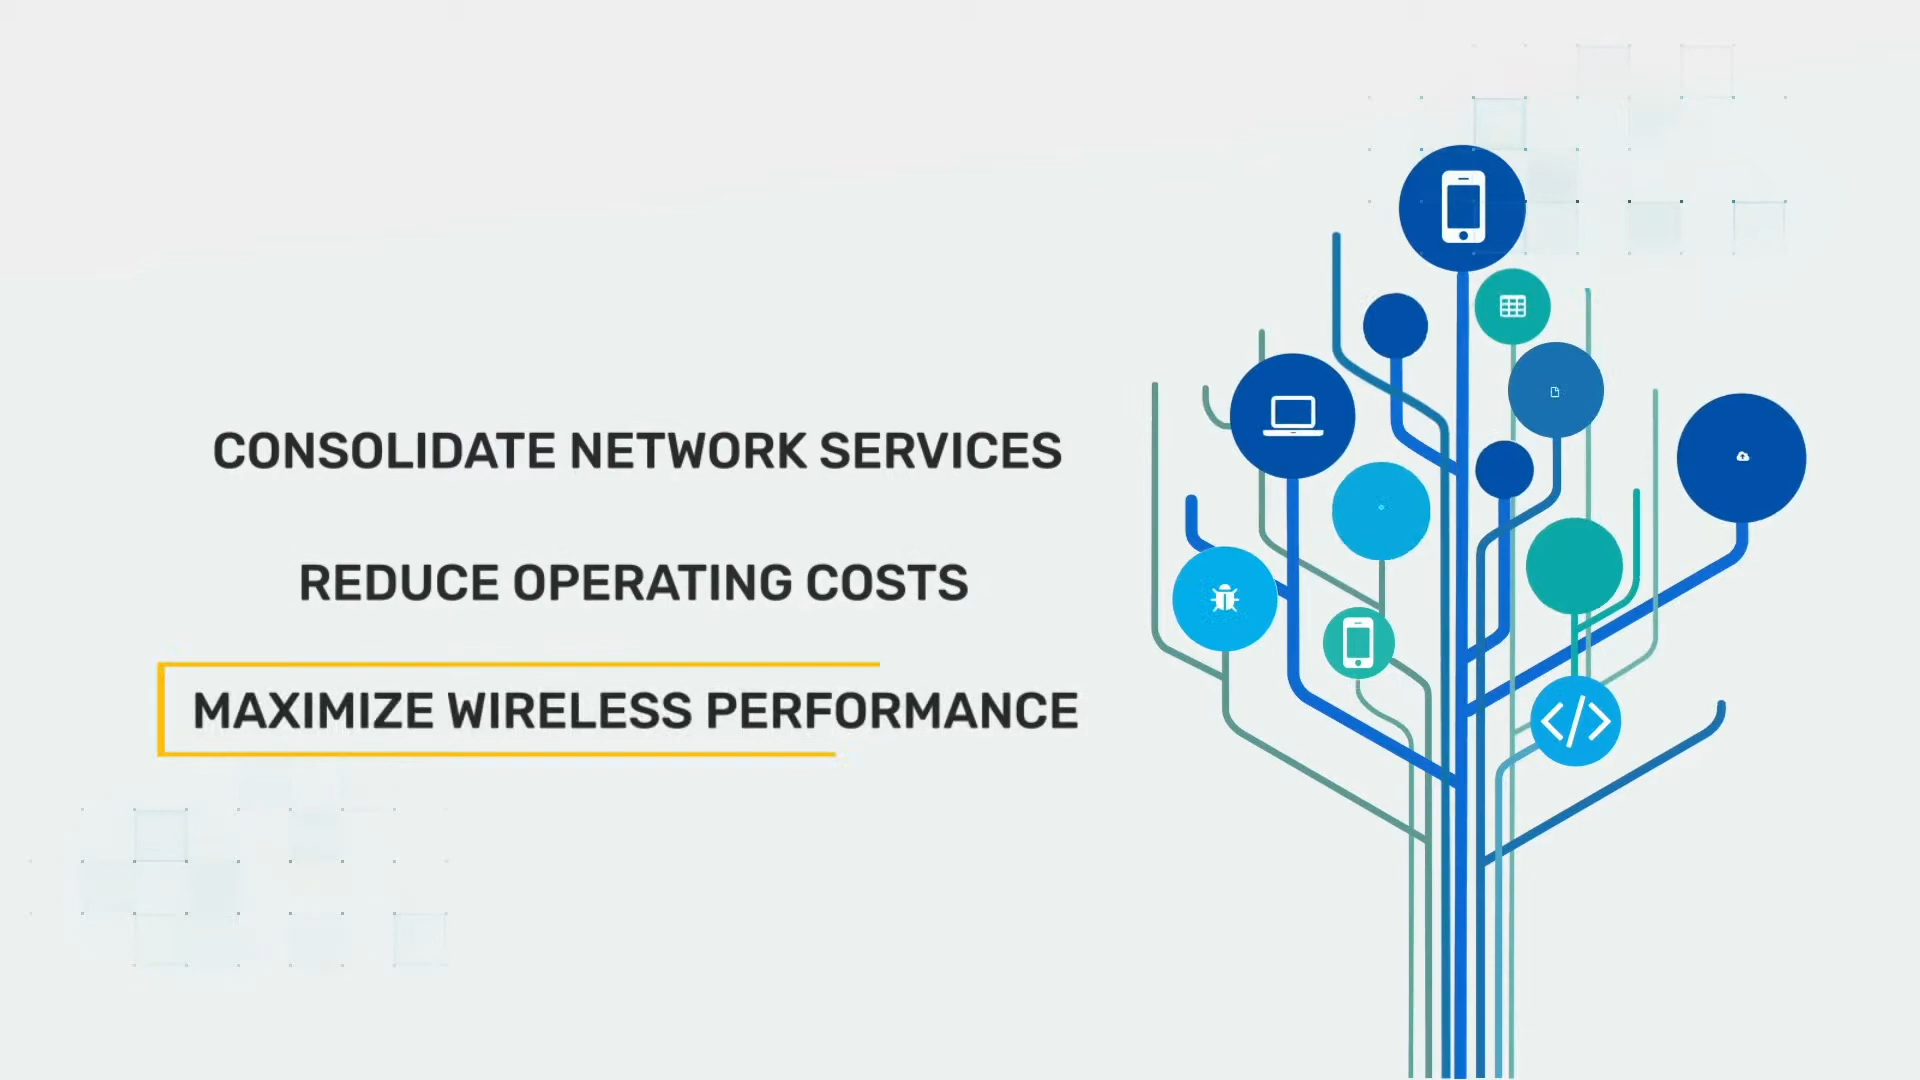 CONSOLIDATE NETWORK SERVICES
REDUCE OPERATING COSTS
MAXIMIZE WIRELESS PERFORMANCE